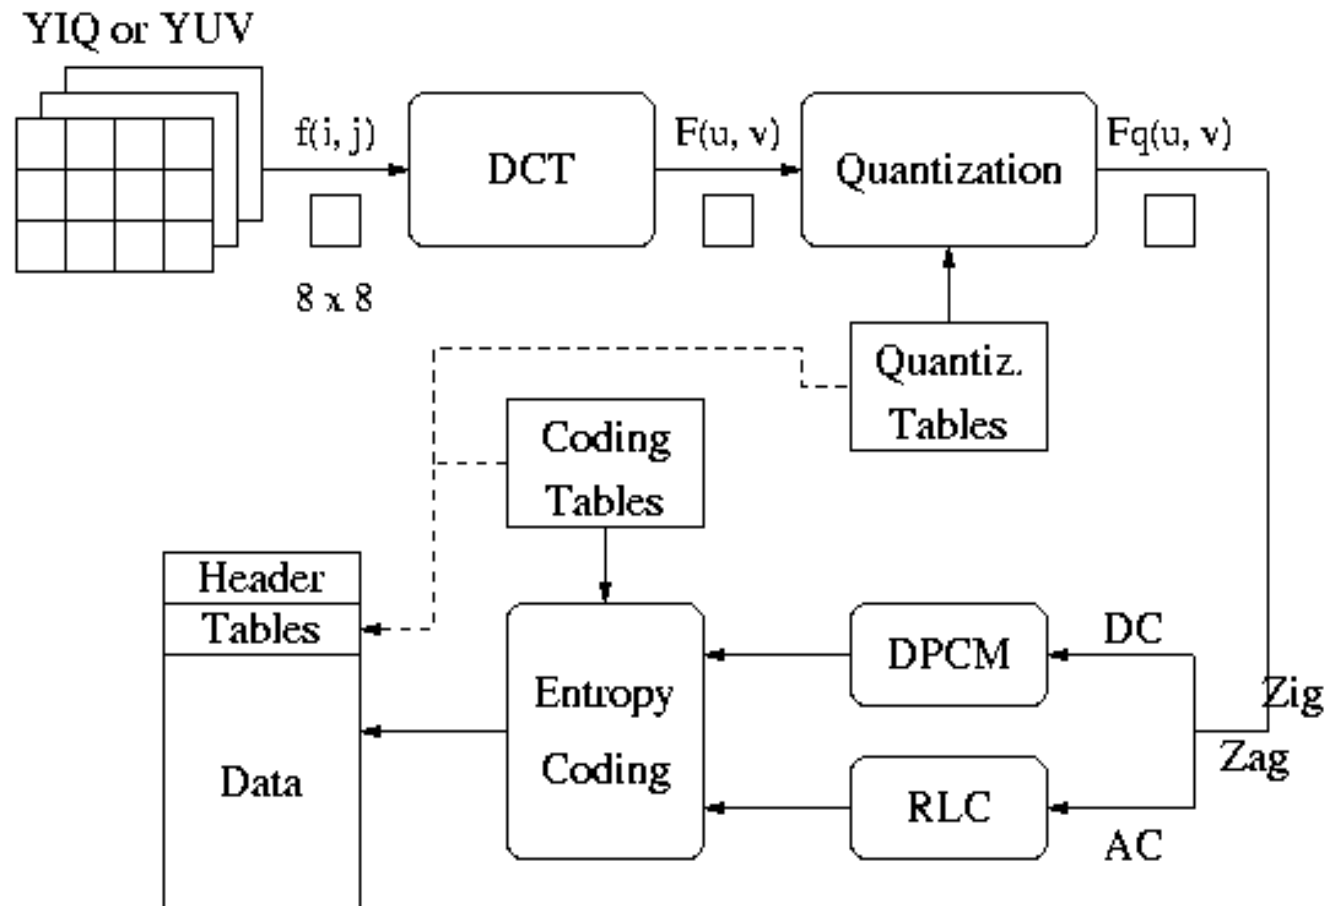 YIQ or YUV
f(i, j)
8 x 8
DCT
F(u, v)
Quantization
Fq(u, v)
Quantiz.
Tables
Coding
Tables
Header
Tables
Data
Entropy
Coding
DPCM
DC
RLC
AC
Zig
Zag